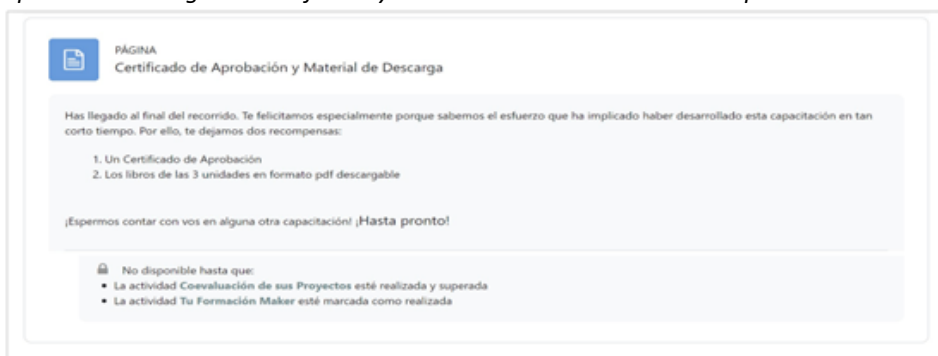 PÁGINA
Certificado de Aprobación y Material de Descarga
Has llegado al final del recorrido. Te felicitamos especialmente porque sabemos el esfuerzo que ha implicado haber desarrollado esta capacitación en tan
corto tiempo. Por ello, te dejamos dos recompensas:
1. Un Certificado de Aprobación
2. Los libros de las 3 unidades en formato pdf descargable
¡Espermos contar con vos en alguna otra capacitación! ¡Hasta pronto!
No disponible hasta que:
▪ La actividad Coevaluación de sus Proyectos esté realizada y superada
▪ La actividad Tu Formación Maker esté marcada como realizada